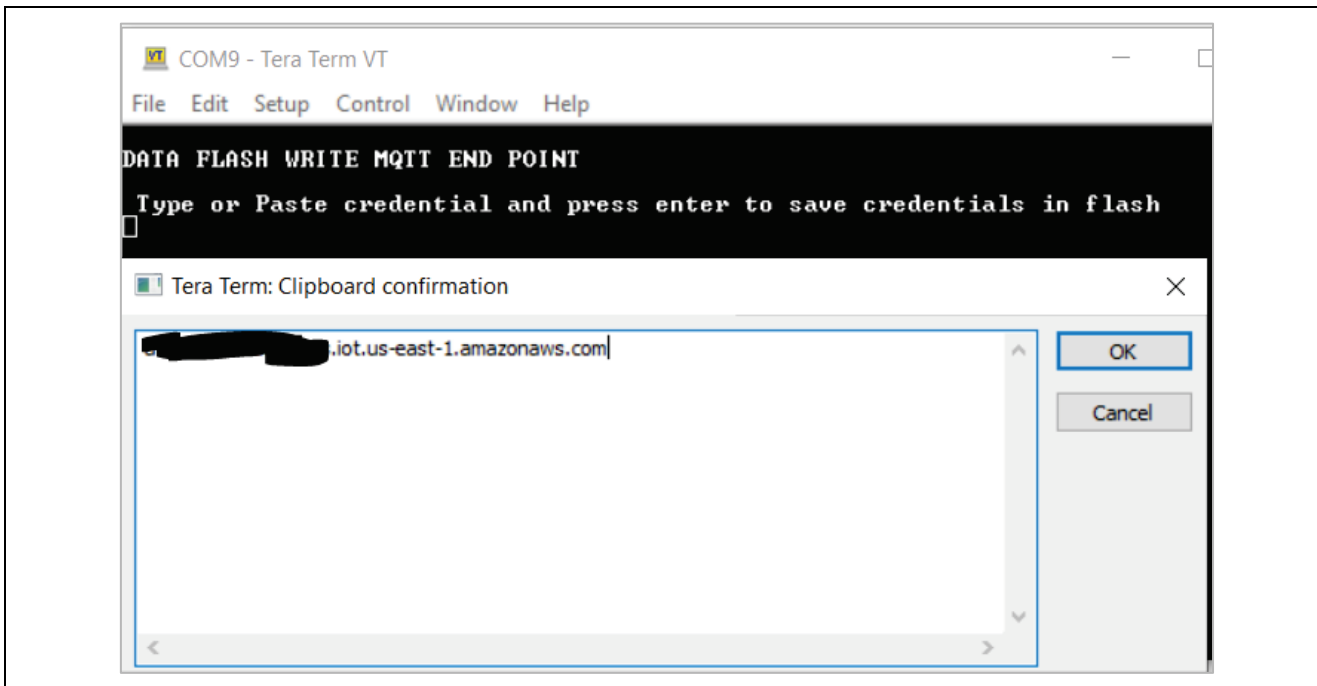 VT
COM9 - Tera Term VT
File Edit Setup Control Window Help
DATA FLASH WRITE MQTT END POINT
Type or Paste credential and press enter to save credentials in flash
Tera Term: Clipboard confirmation
.iot.us-east-1.amazonaws.com
OK
Cancel